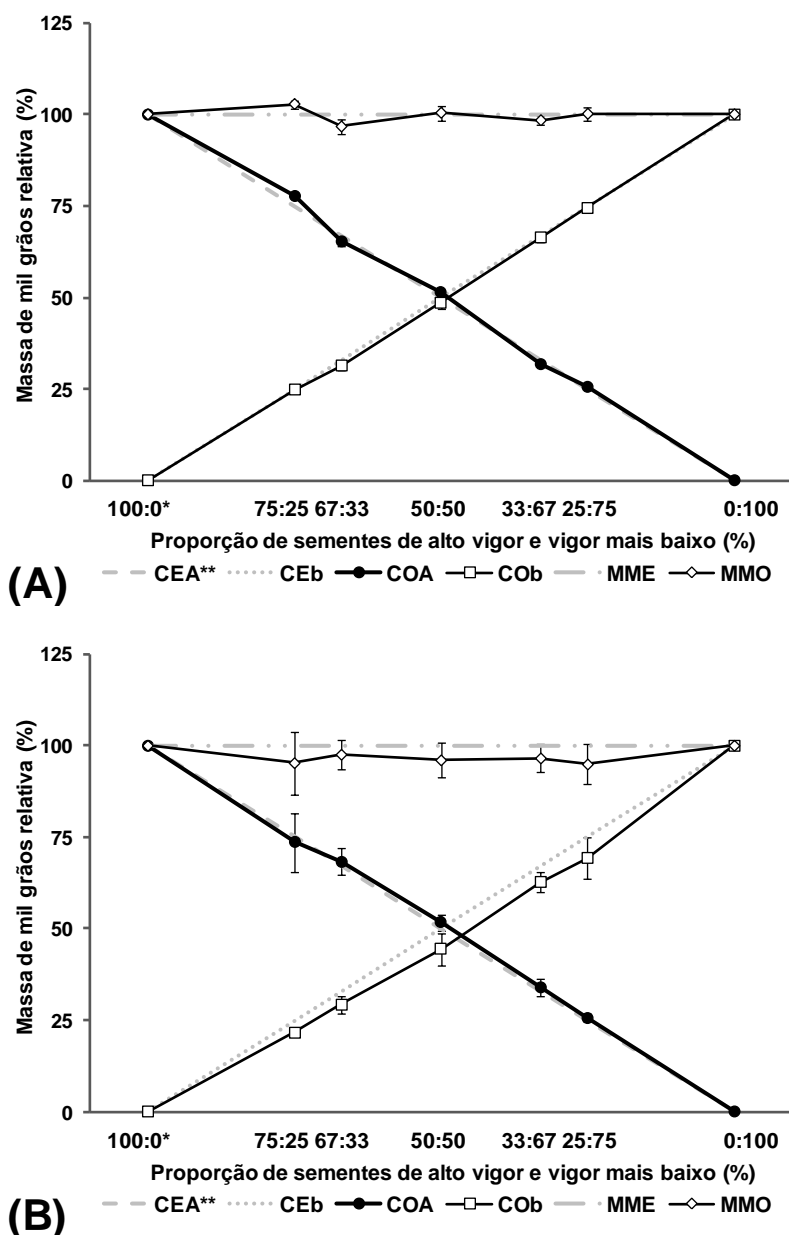 Massa de mil grãos relativa (%)
125
100
75
50
25
0
100:0* 75:25 67:33 50:50 33:67 25:75 0:100
Proporção de sementes de alto vigor e vigor mais baixo (%)
(A) CEA** CEb COA COb MME MMO
Massa de mil grãos relativa (%)
125
100
75
50
25
0
100:0* 75:25 67:33 50:50 33:67 25:75 0:100
Proporção de sementes de alto vigor e vigor mais baixo (%)
(B) CEA** CEb COA COb MME MMO